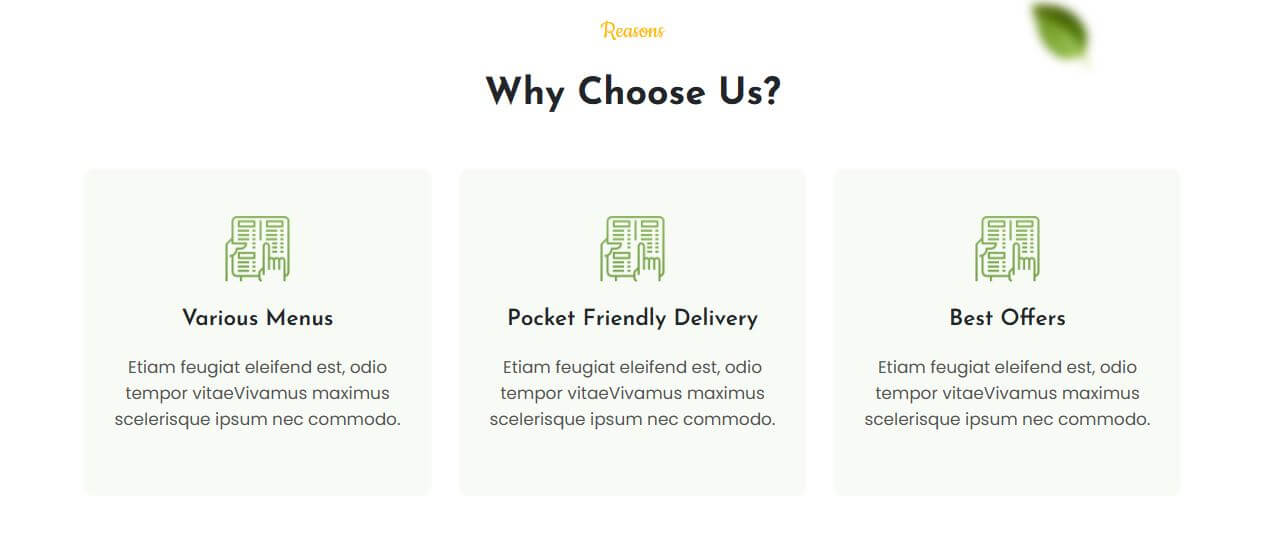 Reasons
Why Choose Us?
Various Menus
Etiam feugiat eleifend est, odio
tempor vitaeVivamus maximus
scelerisque ipsum nec commodo.
Pocket Friendly Delivery
Etiam feugiat eleifend est, odio
tempor vitaeVivamus maximus
scelerisque ipsum nec commodo.
Best Offers
Etiam feugiat eleifend est, odio
tempor vitaeVivamus maximus
scelerisque ipsum nec commodo.